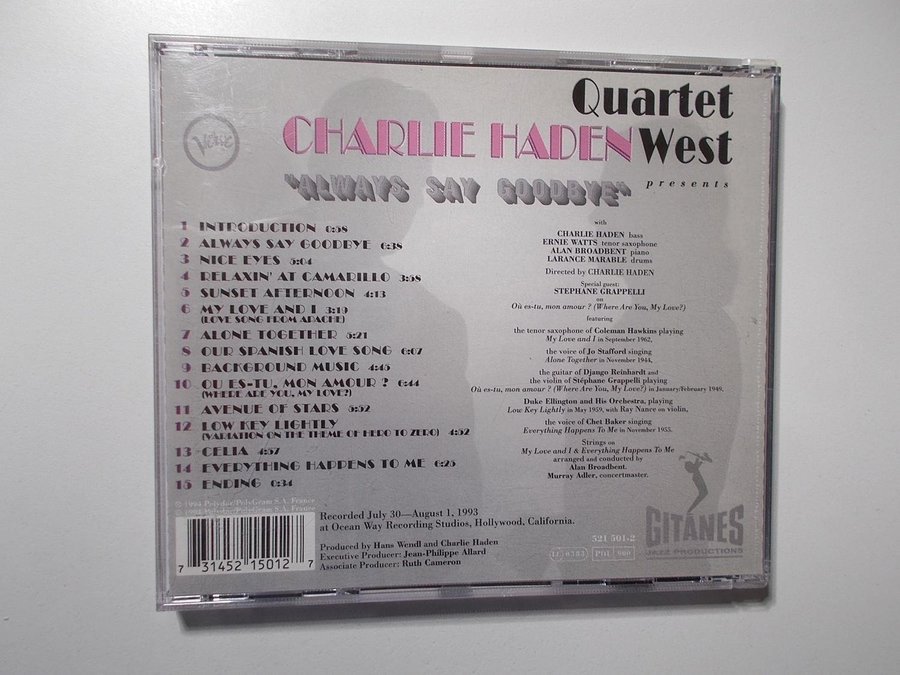 Quartet
CHARLIE HADEN West
presents
"ALWAYS SAY GOODBYE"
Verve
1 INTRODUCTION 0:58
2 ALWAYS SAY GOODBYE 6:38
3 NICE EYES 5:04
4 RELAXIN' AT CAMARILLO 3:58
5 SUNSET AFTERNOON 4:13
6 MY LOVE AND I 3:19
(LOVE SONG FROM APACHE)
7 ALONE TOGETHER 5:21
8 OUR SPANISH LOVE SONG 6:07
9 BACKGROUND MUSIC 4:45
10 OU ES-TU, MON AMOUR ? 6:44
(WHERE ARE YOU, MY LOVE?)
11 AVENUE OF STARS 5:52
12 LOW KEY LIGHTLY
(VARIATION ON THE THEME OF HERO TO ZERO) 4:52
13 CELIA 4:57
14 EVERYTHING HAPPENS TO ME 6:25
15 ENDING 0:34
with
CHARLIE HADEN bass
ERNIE WATTS tenor saxophone
ALAN BROADBENT piano
LARANCE MARABLE drums
Directed by CHARLIE HADEN
Special guest:
STEPHANE GRAPPELLI
on
Où es-tu, mon amour ? (Where Are You, My Love?)
featuring
the tenor saxophone of Coleman Hawkins playing
My Love and I in September 1962,
the voice of Jo Stafford singing
Alone Together in November 1944,
the guitar of Django Reinhardt and
the violin of Stéphane Grappelli playing
Où es-tu, mon amour ? (Where Are You, My Love?) in January/February 1949,
Duke Ellington and His Orchestra, playing
Low Key Lightly in May 1959, with Ray Nance on violin,
the voice of Chet Baker singing
Everything Happens To Me in November 1955.
Strings on
My Love and I & Everything Happens To Me
arranged and conducted by
Alan Broadbent.
Murray Adler, concertmaster.
℗ 1994 Polydor/PolyGram S.A. France
© 1994 Polydor/PolyGram S.A. France
Recorded July 30—August 1, 1993
at Ocean Way Recording Studios, Hollywood, California.
Produced by Hans Wendl and Charlie Haden
Executive Producer: Jean-Philippe Allard
Associate Producer: Ruth Cameron
7 31452 15012 7
521 501-2
GITANES
JAZZ PRODUCTIONS